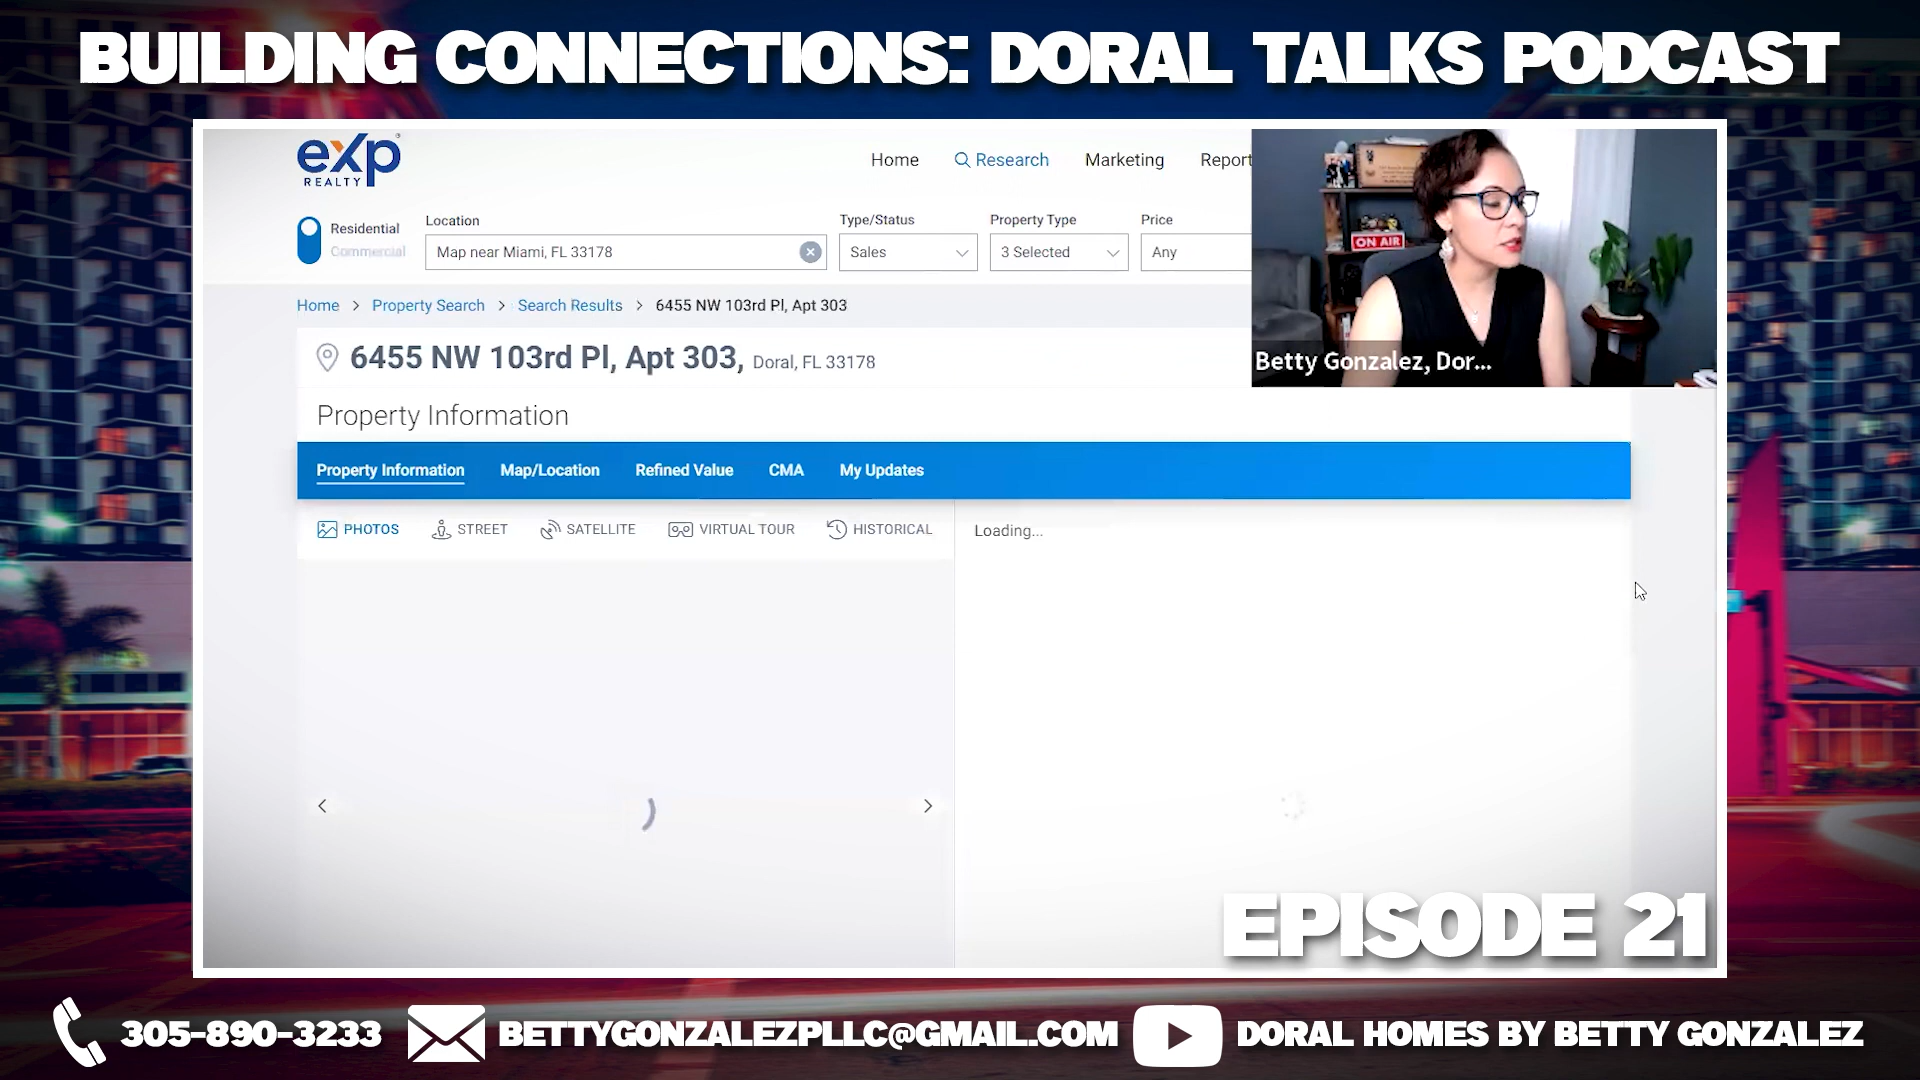 BUILDING CONNECTIONS: DORAL TALKS PODCAST
exp
REALTY
Home
Research
Marketing
Report
Residential
Commercial
Location
Map near Miami, FL 33178
Type/Status
Sales
Property Type
3 Selected
Price
Any
ON AIR
Betty Gonzalez, Dor...
Home > Property Search > Search Results > 6455 NW 103rd Pl, Apt 303
6455 NW 103rd Pl, Apt 303, Doral, FL 33178
Property Information
Property Information Map/Location Refined Value CMA My Updates
PHOTOS STREET SATELLITE VIRTUAL TOUR HISTORICAL
Loading...
EPISODE 21
305-890-3233 BETTYGONZALEZPLLC@GMAIL.COM DORAL HOMES BY BETTY GONZALEZ